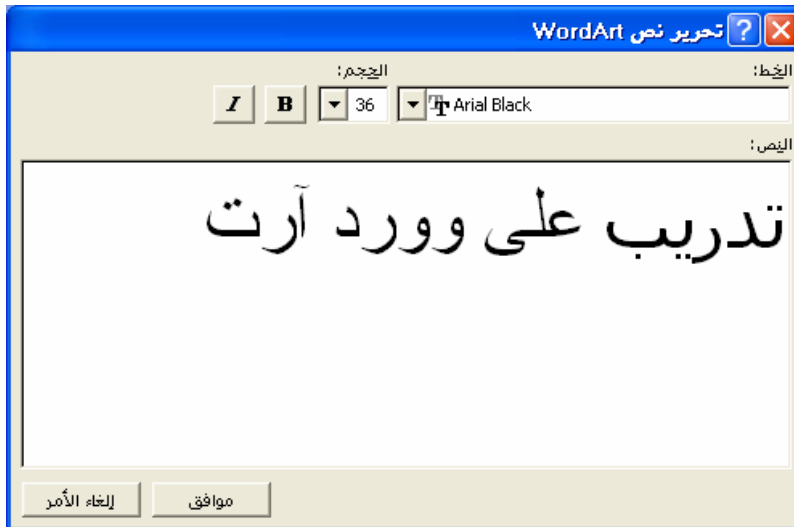 تحرير نص WordArt
الخط: الحجم:
Arial Black 36 B I
النص:
تدريب على وورد آرت
موافق إلغاء الأمر